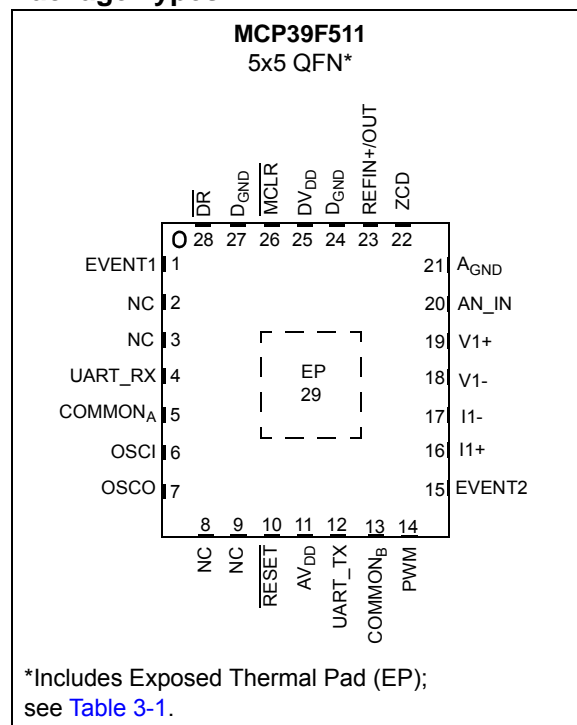 Package Types
MCP39F511
5x5 QFN*
DR
DGND
MCLR
DVDD
DGND
REFIN+/OUT
ZCD
28 27 26 25 24 23 22
EVENT1 1
NC 2
NC 3
UART_RX 4
COMMONA 5
OSCI 6
OSCO 7
EP
29
21 AGND
20 AN_IN
19 V1+
18 V1-
17 I1-
16 I1+
15 EVENT2
8 9 10 11 12 13 14
NC
NC
RESET
AVDD
UART_TX
COMMONB
PWM
*Includes Exposed Thermal Pad (EP);
see Table 3-1.